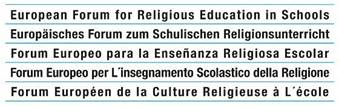 European Forum for Religious Education in Schools
Europäisches Forum zum Schulischen Religionsunterricht
Forum Europeo para la Enseñanza Religiosa Escolar
Forum Europeo per L´insegnamento Scolastico della Religione
Forum Européen de la Culture Religieuse à L´école